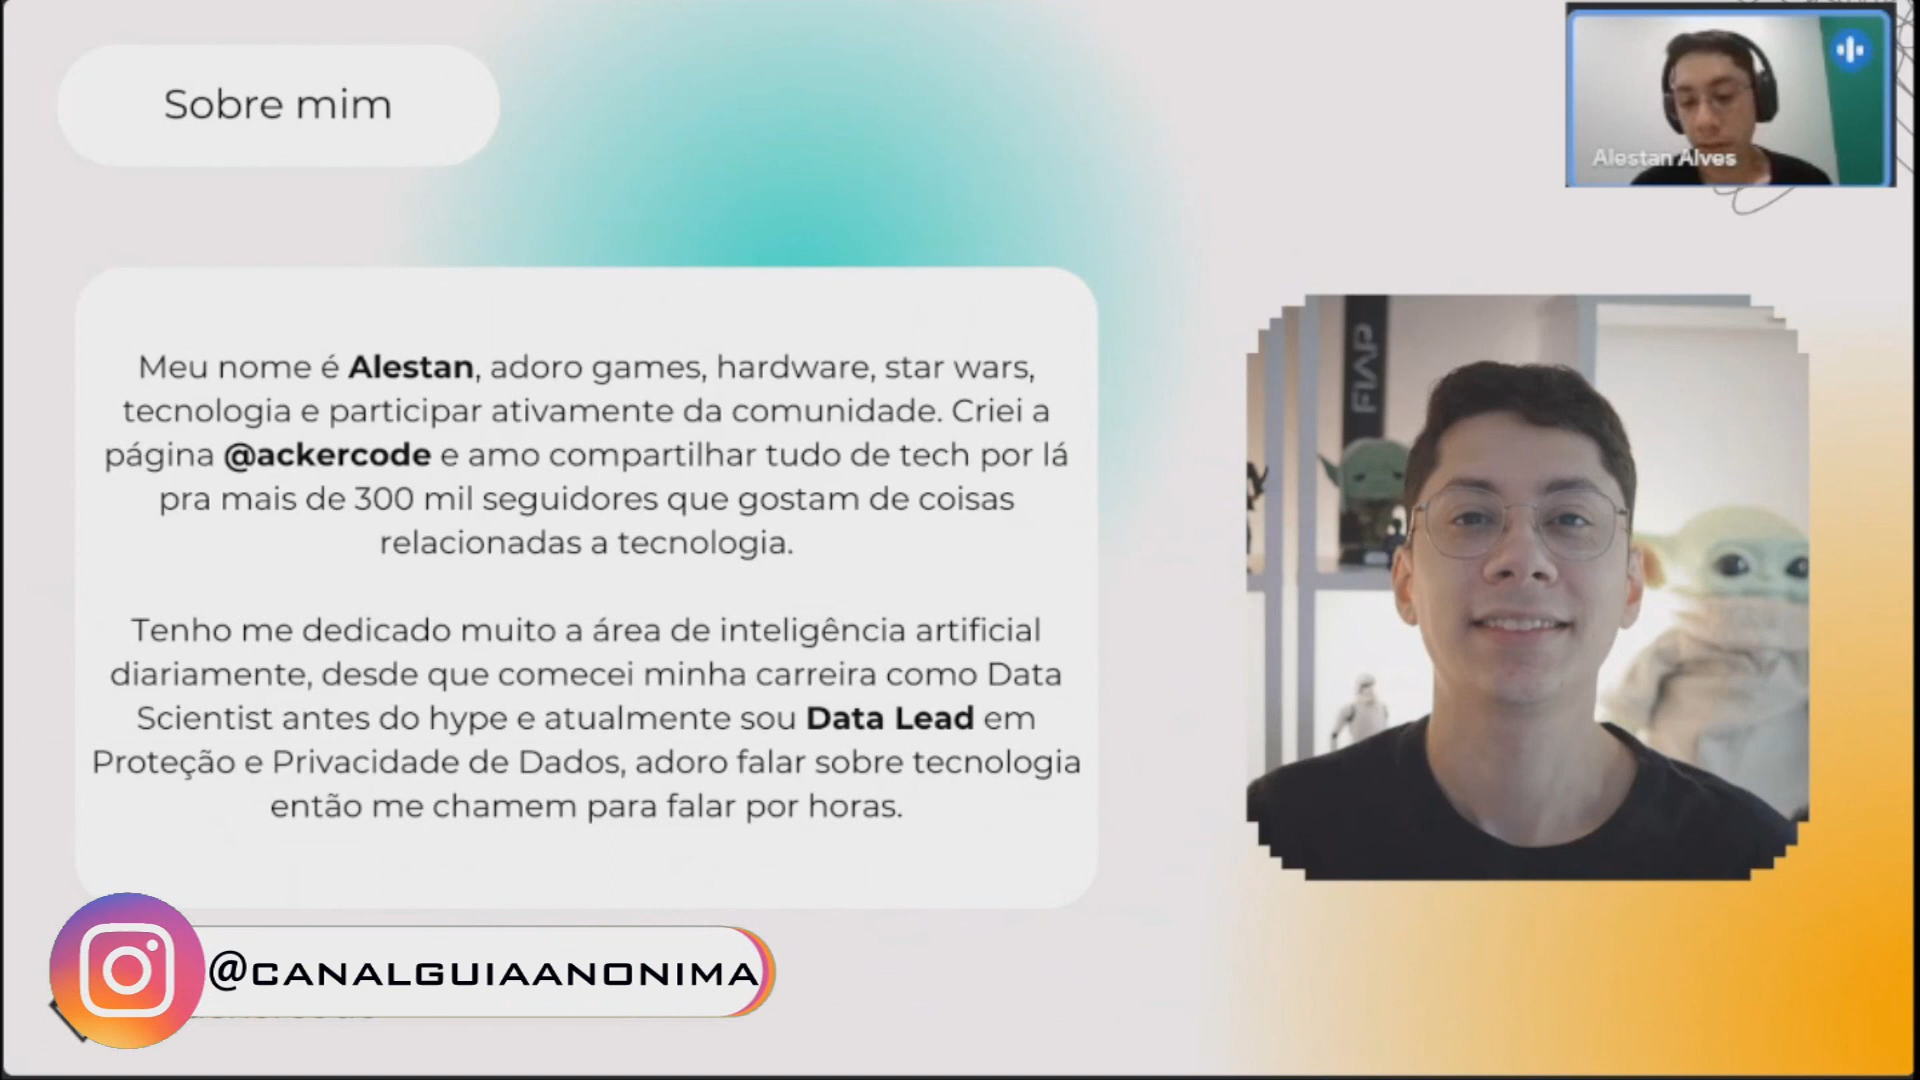 Sobre mim
Alestan Alves
Meu nome é Alestan, adoro games, hardware, star wars,
tecnologia e participar ativamente da comunidade. Criei a
página @ackercode e amo compartilhar tudo de tech por lá
pra mais de 300 mil seguidores que gostam de coisas
relacionadas a tecnologia.
Tenho me dedicado muito a área de inteligência artificial
diariamente, desde que comecei minha carreira como Data
Scientist antes do hype e atualmente sou Data Lead em
Proteção e Privacidade de Dados, adoro falar sobre tecnologia
então me chamem para falar por horas.
FIAP
@CANALGUIAANONIMA